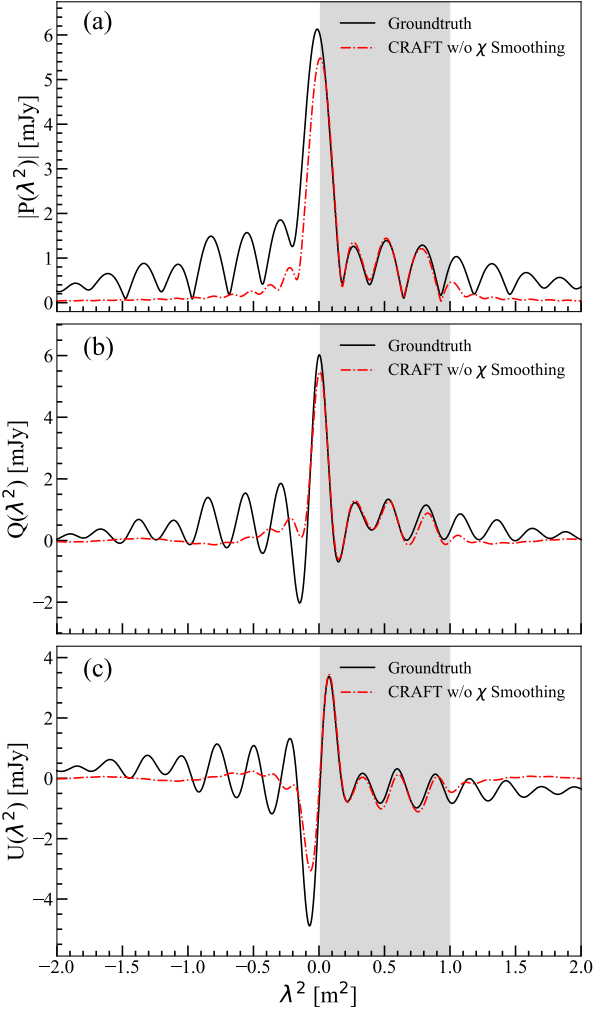 (a)
Groundtruth
CRAFT w/o χ Smoothing
|P(λ²)| [mJy]
6
5
4
3
2
1
0
(b)
Groundtruth
CRAFT w/o χ Smoothing
Q(λ²) [mJy]
6
4
2
0
−2
(c)
Groundtruth
CRAFT w/o χ Smoothing
U(λ²) [mJy]
4
2
0
−2
−4
−2.0 −1.5 −1.0 −0.5 0.0 0.5 1.0 1.5 2.0
λ² [m²]